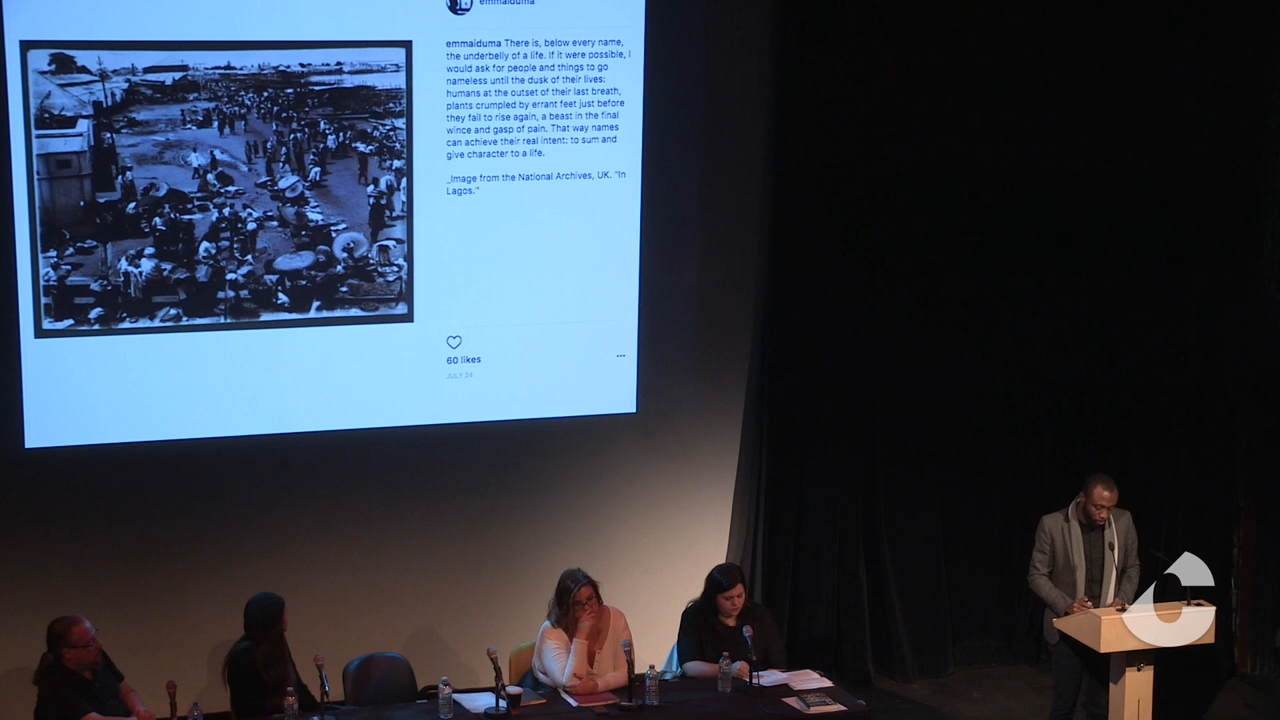 emmaiduma
emmaiduma There is, below every name,
the underbelly of a life. If it were possible, I
would ask for people and things to go
nameless until the dusk of their lives:
humans at the outset of their last breath,
plants crumpled by errant feet just before
they fail to rise again, a beast in the final
wince and gasp of pain. That way names
can achieve their real intent: to sum and
give character to a life.
_Image from the National Archives, UK. "In
Lagos."
60 likes
JULY 24